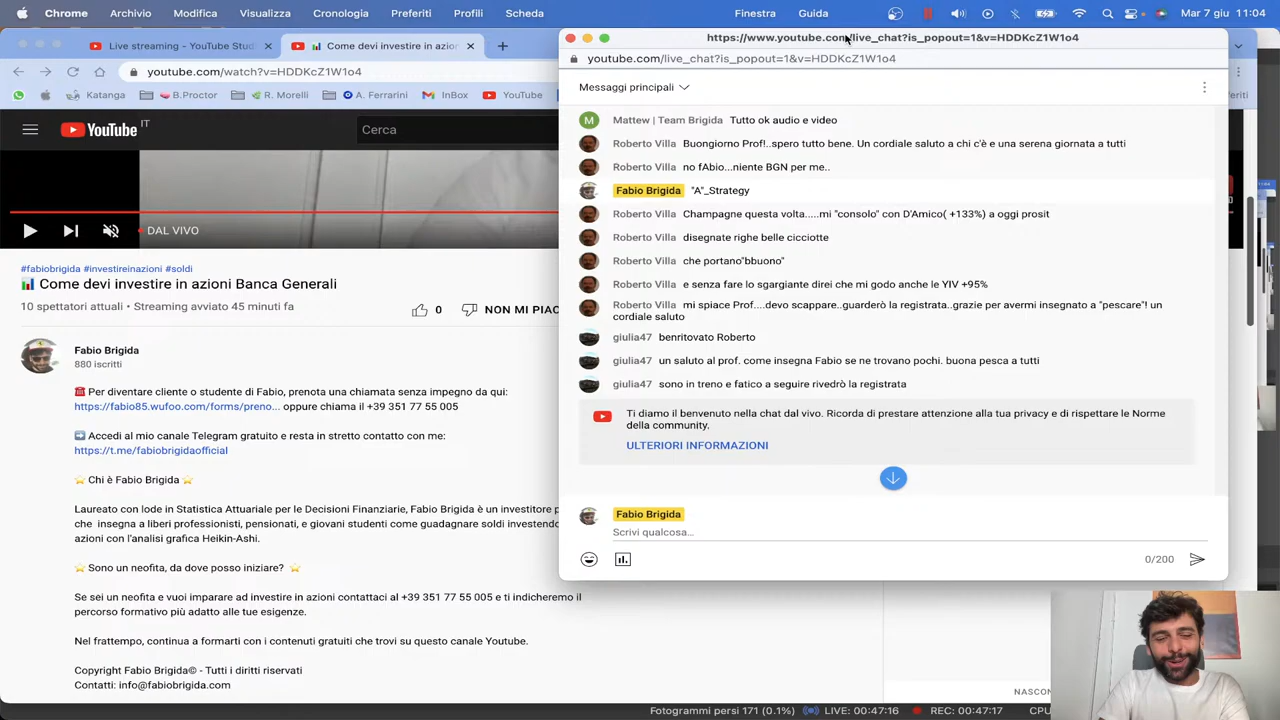 Chrome Archivio Modifica Visualizza Cronologia Preferiti Profili Scheda Finestra Guida Mar 7 giu 11:04
Live streaming - YouTube Stud
Come devi investire in azio
https://www.youtube.com/live_chat?is_popout=1&v=HDDKcZ1W1o4
youtube.com/watch?v=HDDKcZ1W1o4
youtube.com/live_chat?is_popout=1&v=HDDKcZ1W1o4
Katanga B.Proctor R. Morelli A. Ferrarini InBox YouTube
YouTube IT
Cerca
DAL VIVO
#fabiobrigida #investireinazioni #soldi
Come devi investire in azioni Banca Generali
10 spettatori attuali • Streaming avviato 45 minuti fa
0 NON MI PIAC
Fabio Brigida
880 iscritti
Per diventare cliente o studente di Fabio, prenota una chiamata senza impegno da qui:
https://fabio85.wufoo.com/forms/preno... oppure chiama il +39 351 77 55 005
Accedi al mio canale Telegram gratuito e resta in stretto contatto con me:
https://t.me/fabiobrigidaofficial
Chi è Fabio Brigida
Laureato con lode in Statistica Attuariale per le Decisioni Finanziarie, Fabio Brigida è un investitore p
che insegna a liberi professionisti, pensionati, e giovani studenti come guadagnare soldi investendo
azioni con l'analisi grafica Heikin-Ashi.
Sono un neofita, da dove posso iniziare?
Se sei un neofita e vuoi imparare ad investire in azioni contattaci al +39 351 77 55 005 e ti indicheremo il
percorso formativo più adatto alle tue esigenze.
Nel frattempo, continua a formarti con i contenuti gratuiti che trovi su questo canale Youtube.
Copyright Fabio Brigida© - Tutti i diritti riservati
Contatti: info@fabiobrigida.com
Messaggi principali
M Mattew | Team Brigida Tutto ok audio e video
Roberto Villa Buongiorno Prof!..spero tutto bene. Un cordiale saluto a chi c'è e una serena giornata a tutti
Roberto Villa no fAbio...niente BGN per me..
Fabio Brigida "A"_Strategy
Roberto Villa Champagne questa volta.....mi "consolo" con D'Amico( +133%) a oggi prosit
Roberto Villa disegnate righe belle cicciotte
Roberto Villa che portano"bbuono"
Roberto Villa e senza fare lo sgargiante direi che mi godo anche le YIV +95%
Roberto Villa mi spiace Prof....devo scappare..guarderò la registrata..grazie per avermi insegnato a "pescare"! un
cordiale saluto
giulia47 benritovato Roberto
giulia47 un saluto al prof. come insegna Fabio se ne trovano pochi. buona pesca a tutti
giulia47 sono in treno e fatico a seguire rivedrò la registrata
Ti diamo il benvenuto nella chat dal vivo. Ricorda di prestare attenzione alla tua privacy e di rispettare le Norme
della community.
ULTERIORI INFORMAZIONI
Fabio Brigida
Scrivi qualcosa...
0/200
eriti
NASCON
Fotogrammi persi 171 (0.1%) LIVE: 00:47:16 REC: 00:47:17 CPU